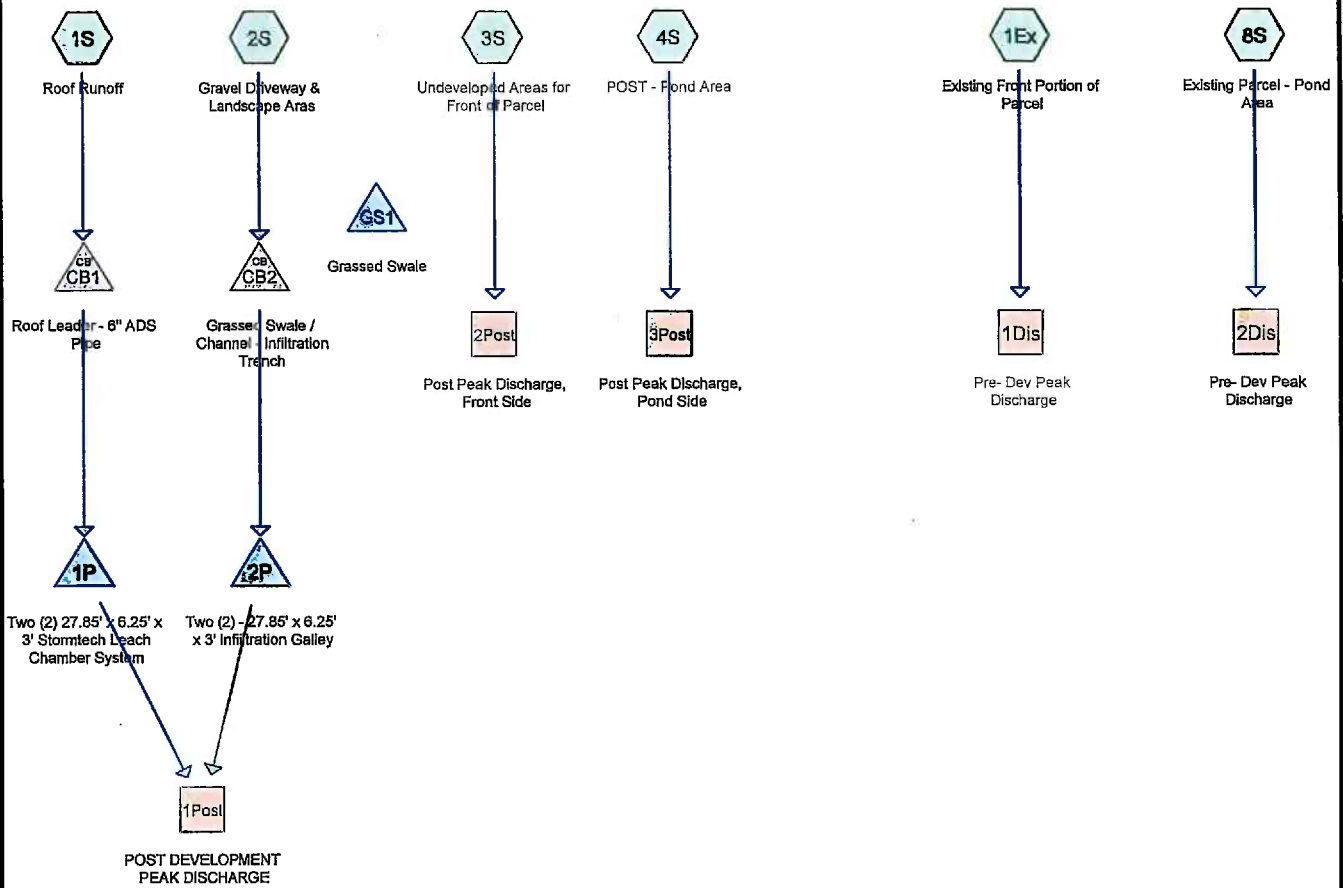 1S
Roof Runoff
2S
Gravel Driveway &
Landscape Aras
3S
Undeveloped Areas for
Front of Parcel
4S
POST - Pond Area
1Ex
Existing Front Portion of
Parcel
8S
Existing Parcel - Pond
Area
CB
CB1
Roof Leader - 6" ADS
Pipe
CB
CB2
Grassed Swale /
Channel - Infiltration
Trench
GS1
Grassed Swale
2Post
Post Peak Discharge,
Front Side
3Post
Post Peak Discharge,
Pond Side
1Dis
Pre- Dev Peak
Discharge
2Dis
Pre- Dev Peak
Discharge
1P
Two (2) 27.85' x 6.25' x
3' Stormtech Leach
Chamber System
2P
Two (2) - 27.85' x 6.25'
x 3' Infiltration Galley
1Post
POST DEVELOPMENT
PEAK DISCHARGE